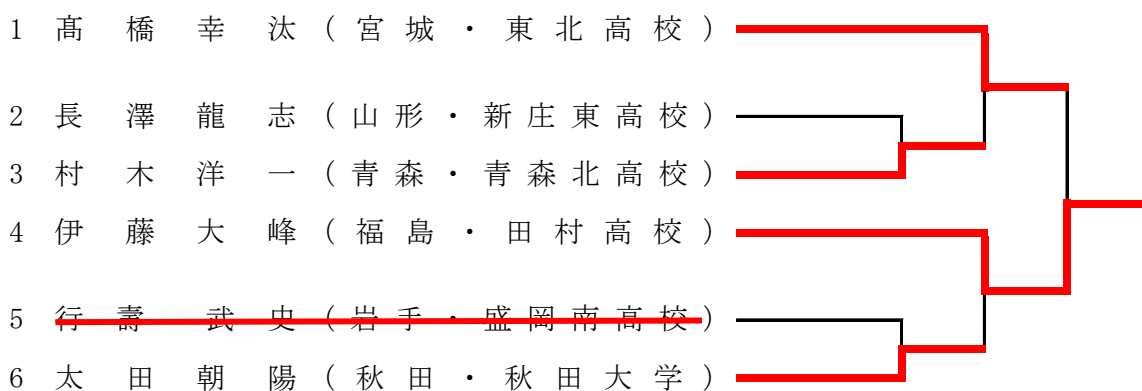 1 髙橋幸汰(宮城・東北高校)
2 長澤龍志(山形・新庄東高校)
3 村木洋一(青森・青森北高校)
4 伊藤大峰(福島・田村高校)
5 行壽武史(岩手・盛岡南高校)
6 太田朝陽(秋田・秋田大学)